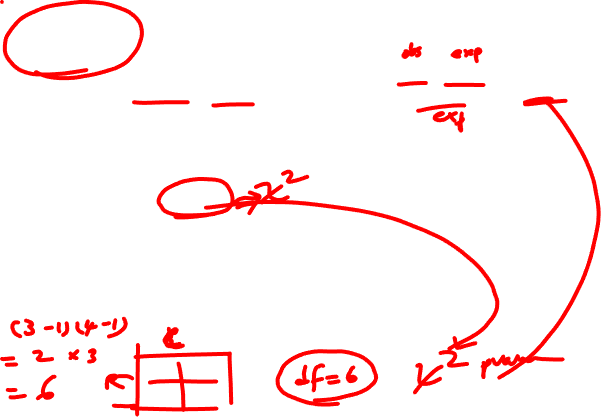 obs exp
exp
χ²
(3-1)(4-1)
= 2 × 3
= 6
C
R
df = 6
χ²